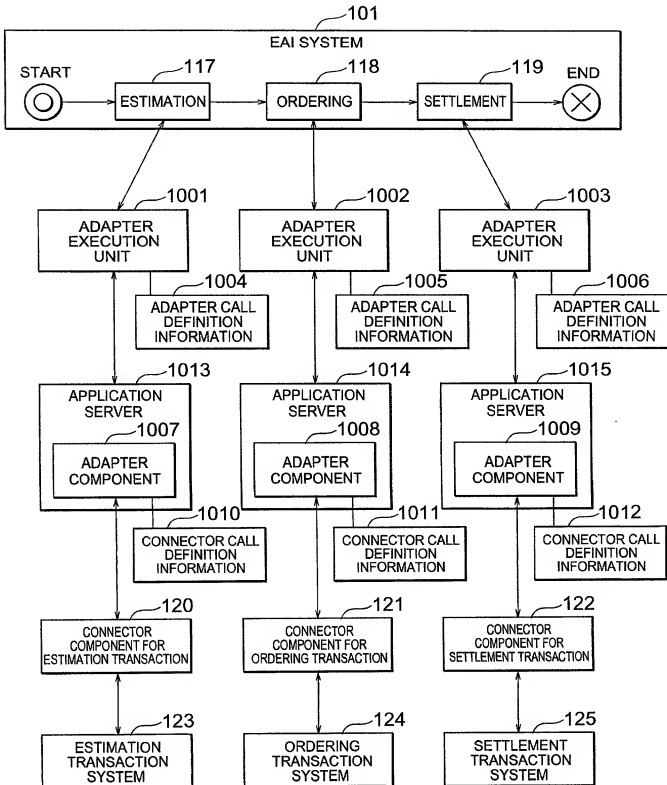 101
EAI SYSTEM
START
117
118
119
END
ESTIMATION
ORDERING
SETTLEMENT
1001
1002
1003
ADAPTER
EXECUTION
UNIT
ADAPTER
EXECUTION
UNIT
ADAPTER
EXECUTION
UNIT
1004
1005
1006
ADAPTER CALL
DEFINITION
INFORMATION
ADAPTER CALL
DEFINITION
INFORMATION
ADAPTER CALL
DEFINITION
INFORMATION
1013
1014
1015
APPLICATION
SERVER
APPLICATION
SERVER
APPLICATION
SERVER
1007
1008
1009
ADAPTER
COMPONENT
ADAPTER
COMPONENT
ADAPTER
COMPONENT
1010
1011
1012
CONNECTOR CALL
DEFINITION
INFORMATION
CONNECTOR CALL
DEFINITION
INFORMATION
CONNECTOR CALL
DEFINITION
INFORMATION
120
121
122
CONNECTOR
COMPONENT FOR
ESTIMATION TRANSACTION
CONNECTOR
COMPONENT FOR
ORDERING TRANSACTION
CONNECTOR
COMPONENT FOR
SETTLEMENT TRANSACTION
123
124
125
ESTIMATION
TRANSACTION
SYSTEM
ORDERING
TRANSACTION
SYSTEM
SETTLEMENT
TRANSACTION
SYSTEM